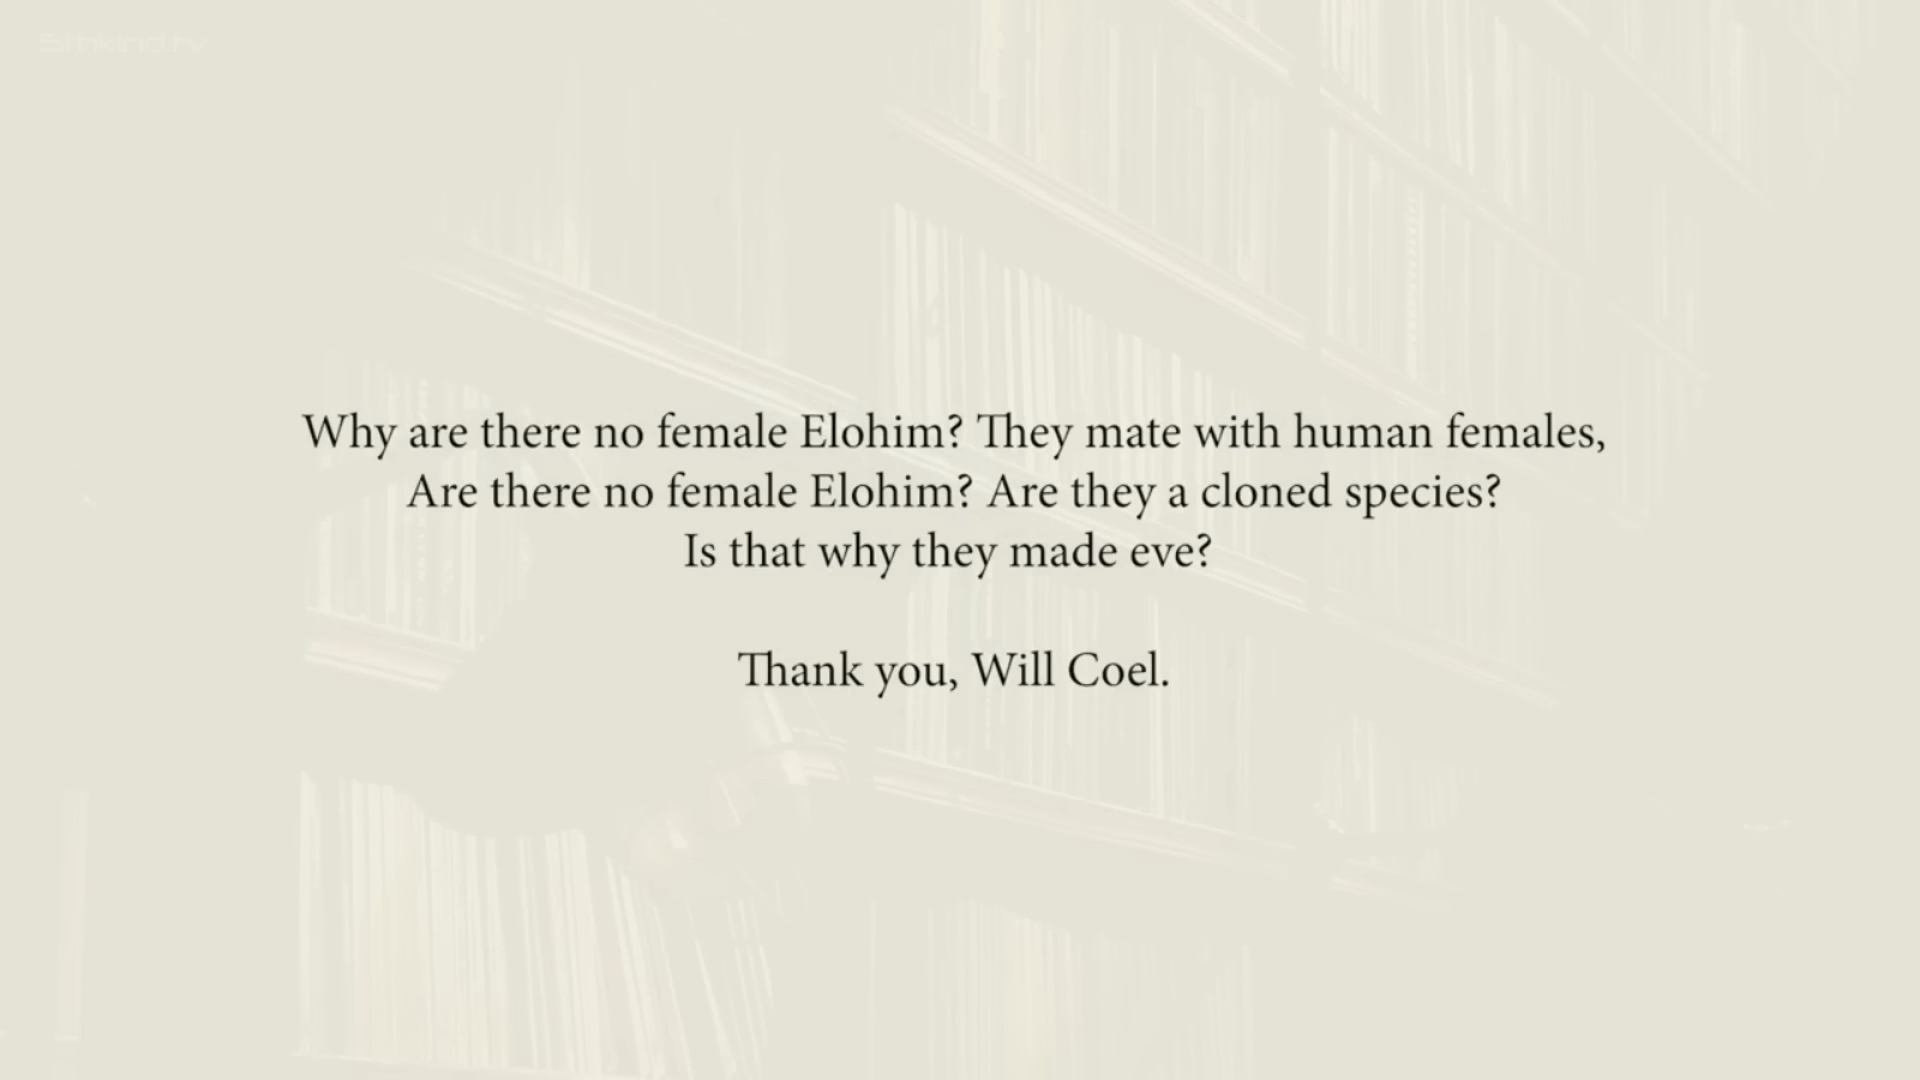 Why are there no female Elohim? They mate with human females,
Are there no female Elohim? Are they a cloned species?
Is that why they made eve?
Thank you, Will Coel.